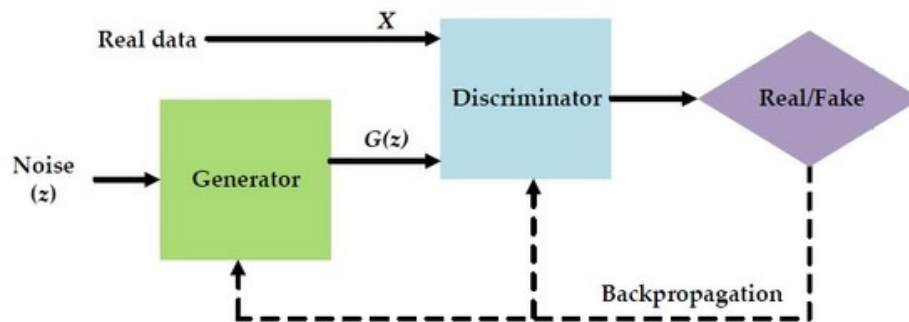 Real data
X
Discriminator
Real/Fake
G(z)
Noise
(z)
Generator
Backpropagation